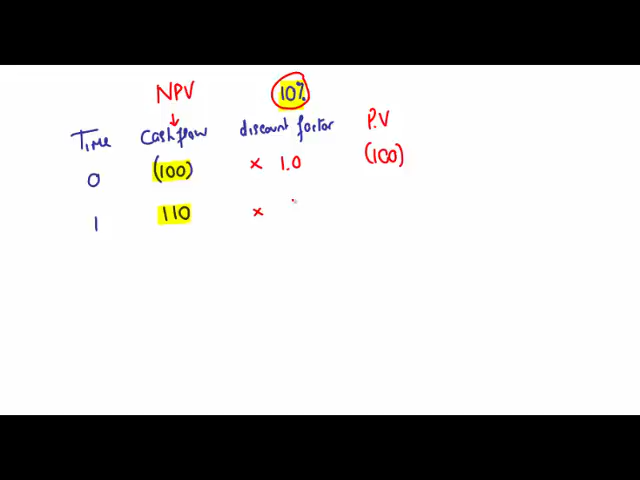 NPV 10%
↓
Time Cashflow discount factor P.V
0 (100) × 1.0 (100)
1 110 ×